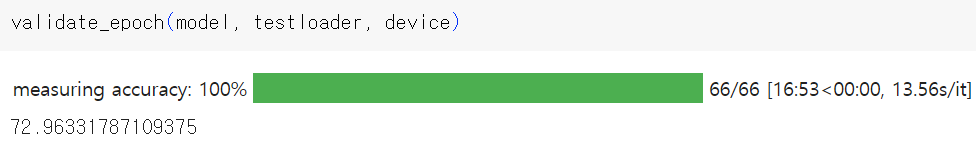 validate_epoch(model, testloader, device)
measuring accuracy: 100% 66/66 [16:53<00:00, 13.56s/it]
72.96331787109375